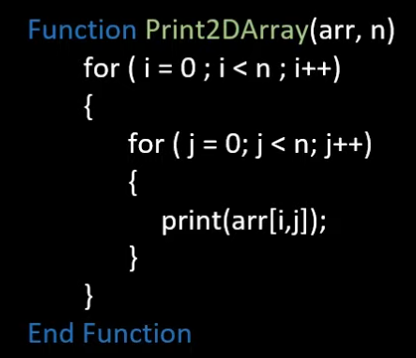 Function Print2DArray(arr, n)
for ( i = 0 ; i < n ; i++)
{
for ( j = 0; j < n; j++)
{
print(arr[i,j]);
}
}
End Function